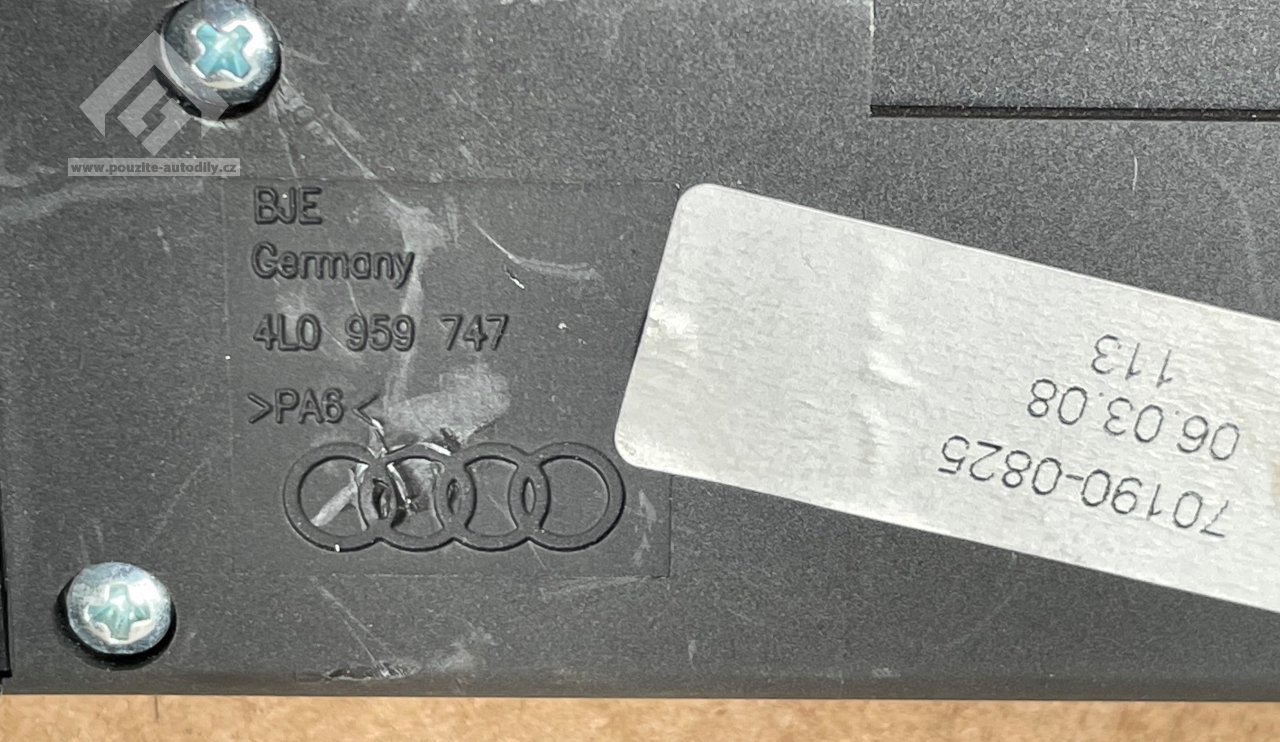 www.pouzite-autodily.cz
BJE
Germany
4L0 959 747
>PA6<
70190-0825
06.03.08
113